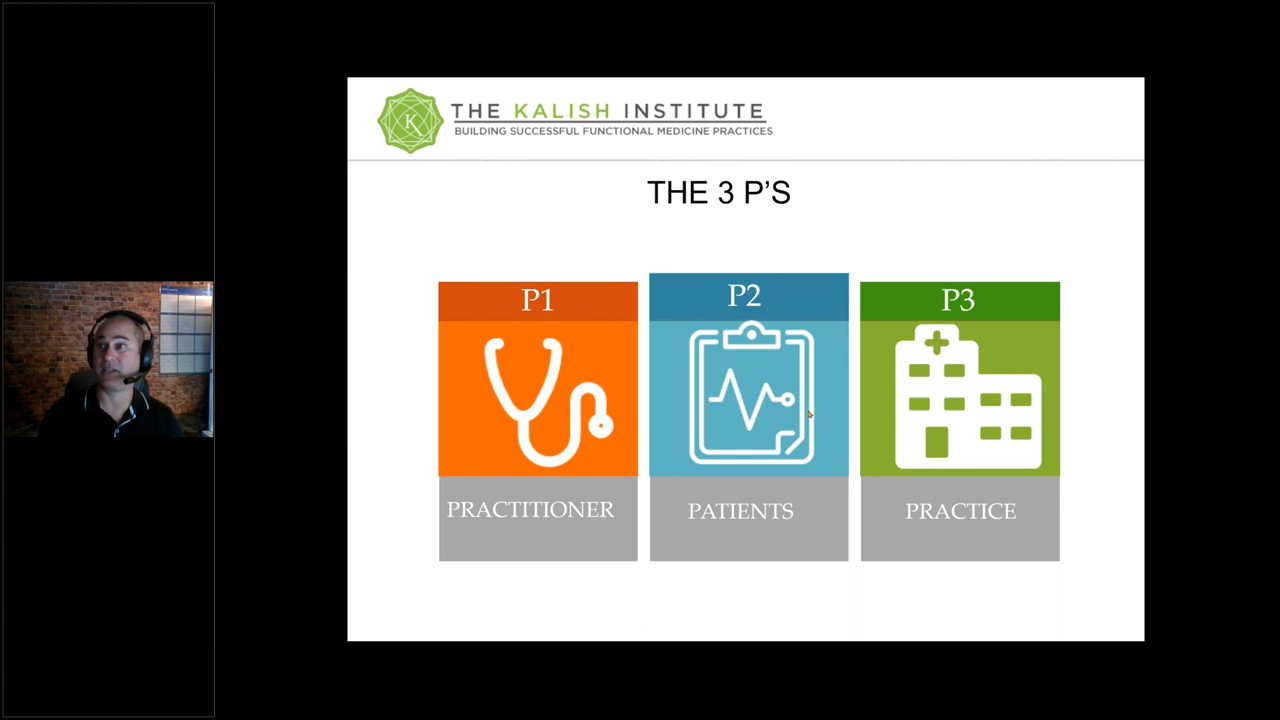 THE KALISH INSTITUTE
BUILDING SUCCESSFUL FUNCTIONAL MEDICINE PRACTICES
THE 3 P’S
P1
P2
P3
PRACTITIONER
PATIENTS
PRACTICE